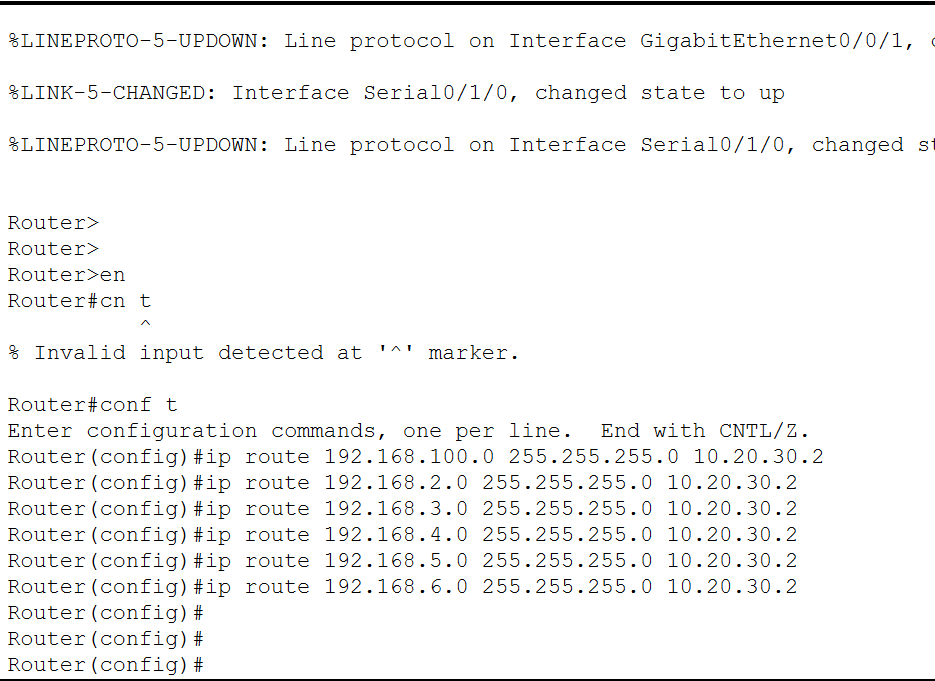 %LINEPROTO-5-UPDOWN: Line protocol on Interface GigabitEthernet0/0/1,
%LINK-5-CHANGED: Interface Serial0/1/0, changed state to up
%LINEPROTO-5-UPDOWN: Line protocol on Interface Serial0/1/0, changed
Router>
Router>
Router>en
Router#cn t
^
% Invalid input detected at '^' marker.
Router#conf t
Enter configuration commands, one per line.  End with CNTL/Z.
Router(config)#ip route 192.168.100.0 255.255.255.0 10.20.30.2
Router(config)#ip route 192.168.2.0 255.255.255.0 10.20.30.2
Router(config)#ip route 192.168.3.0 255.255.255.0 10.20.30.2
Router(config)#ip route 192.168.4.0 255.255.255.0 10.20.30.2
Router(config)#ip route 192.168.5.0 255.255.255.0 10.20.30.2
Router(config)#ip route 192.168.6.0 255.255.255.0 10.20.30.2
Router(config)#
Router(config)#
Router(config)#